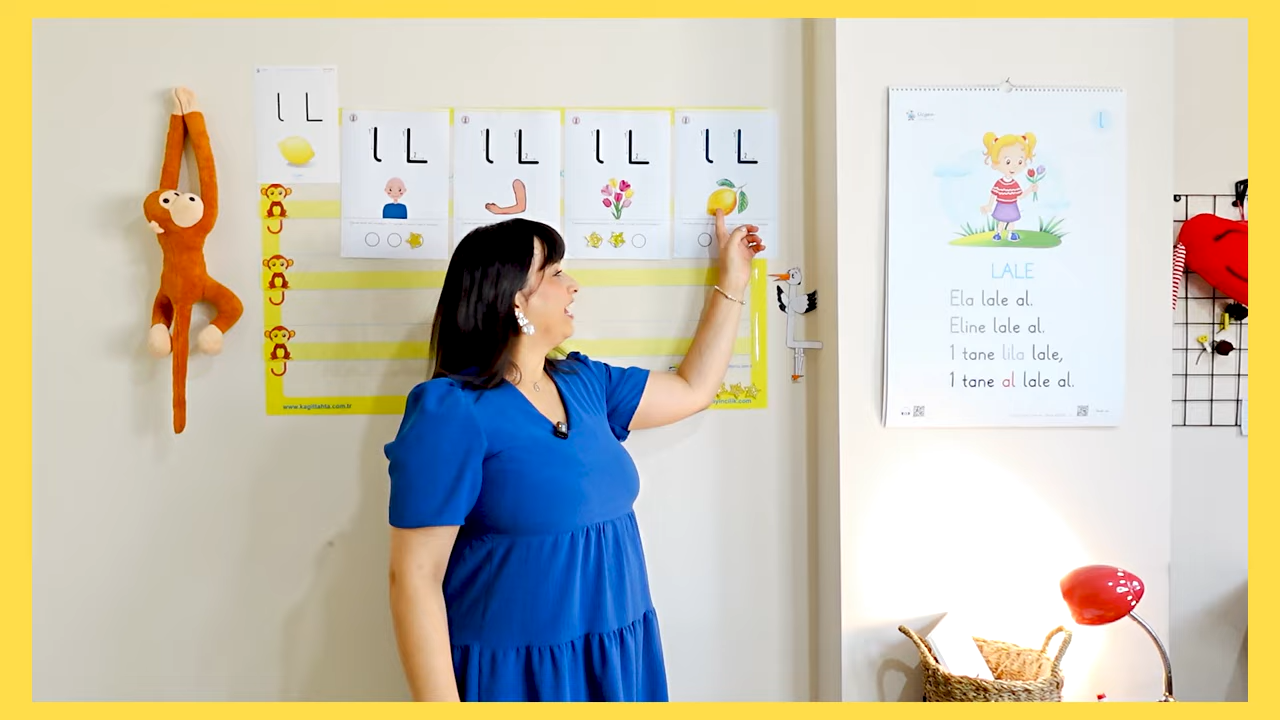 l L
l L
l L
l L
l L
l
LALE
Ela lale al.
Eline lale al.
1 tane lila lale,
1 tane al lale al.
www.kagittahta.com.tr